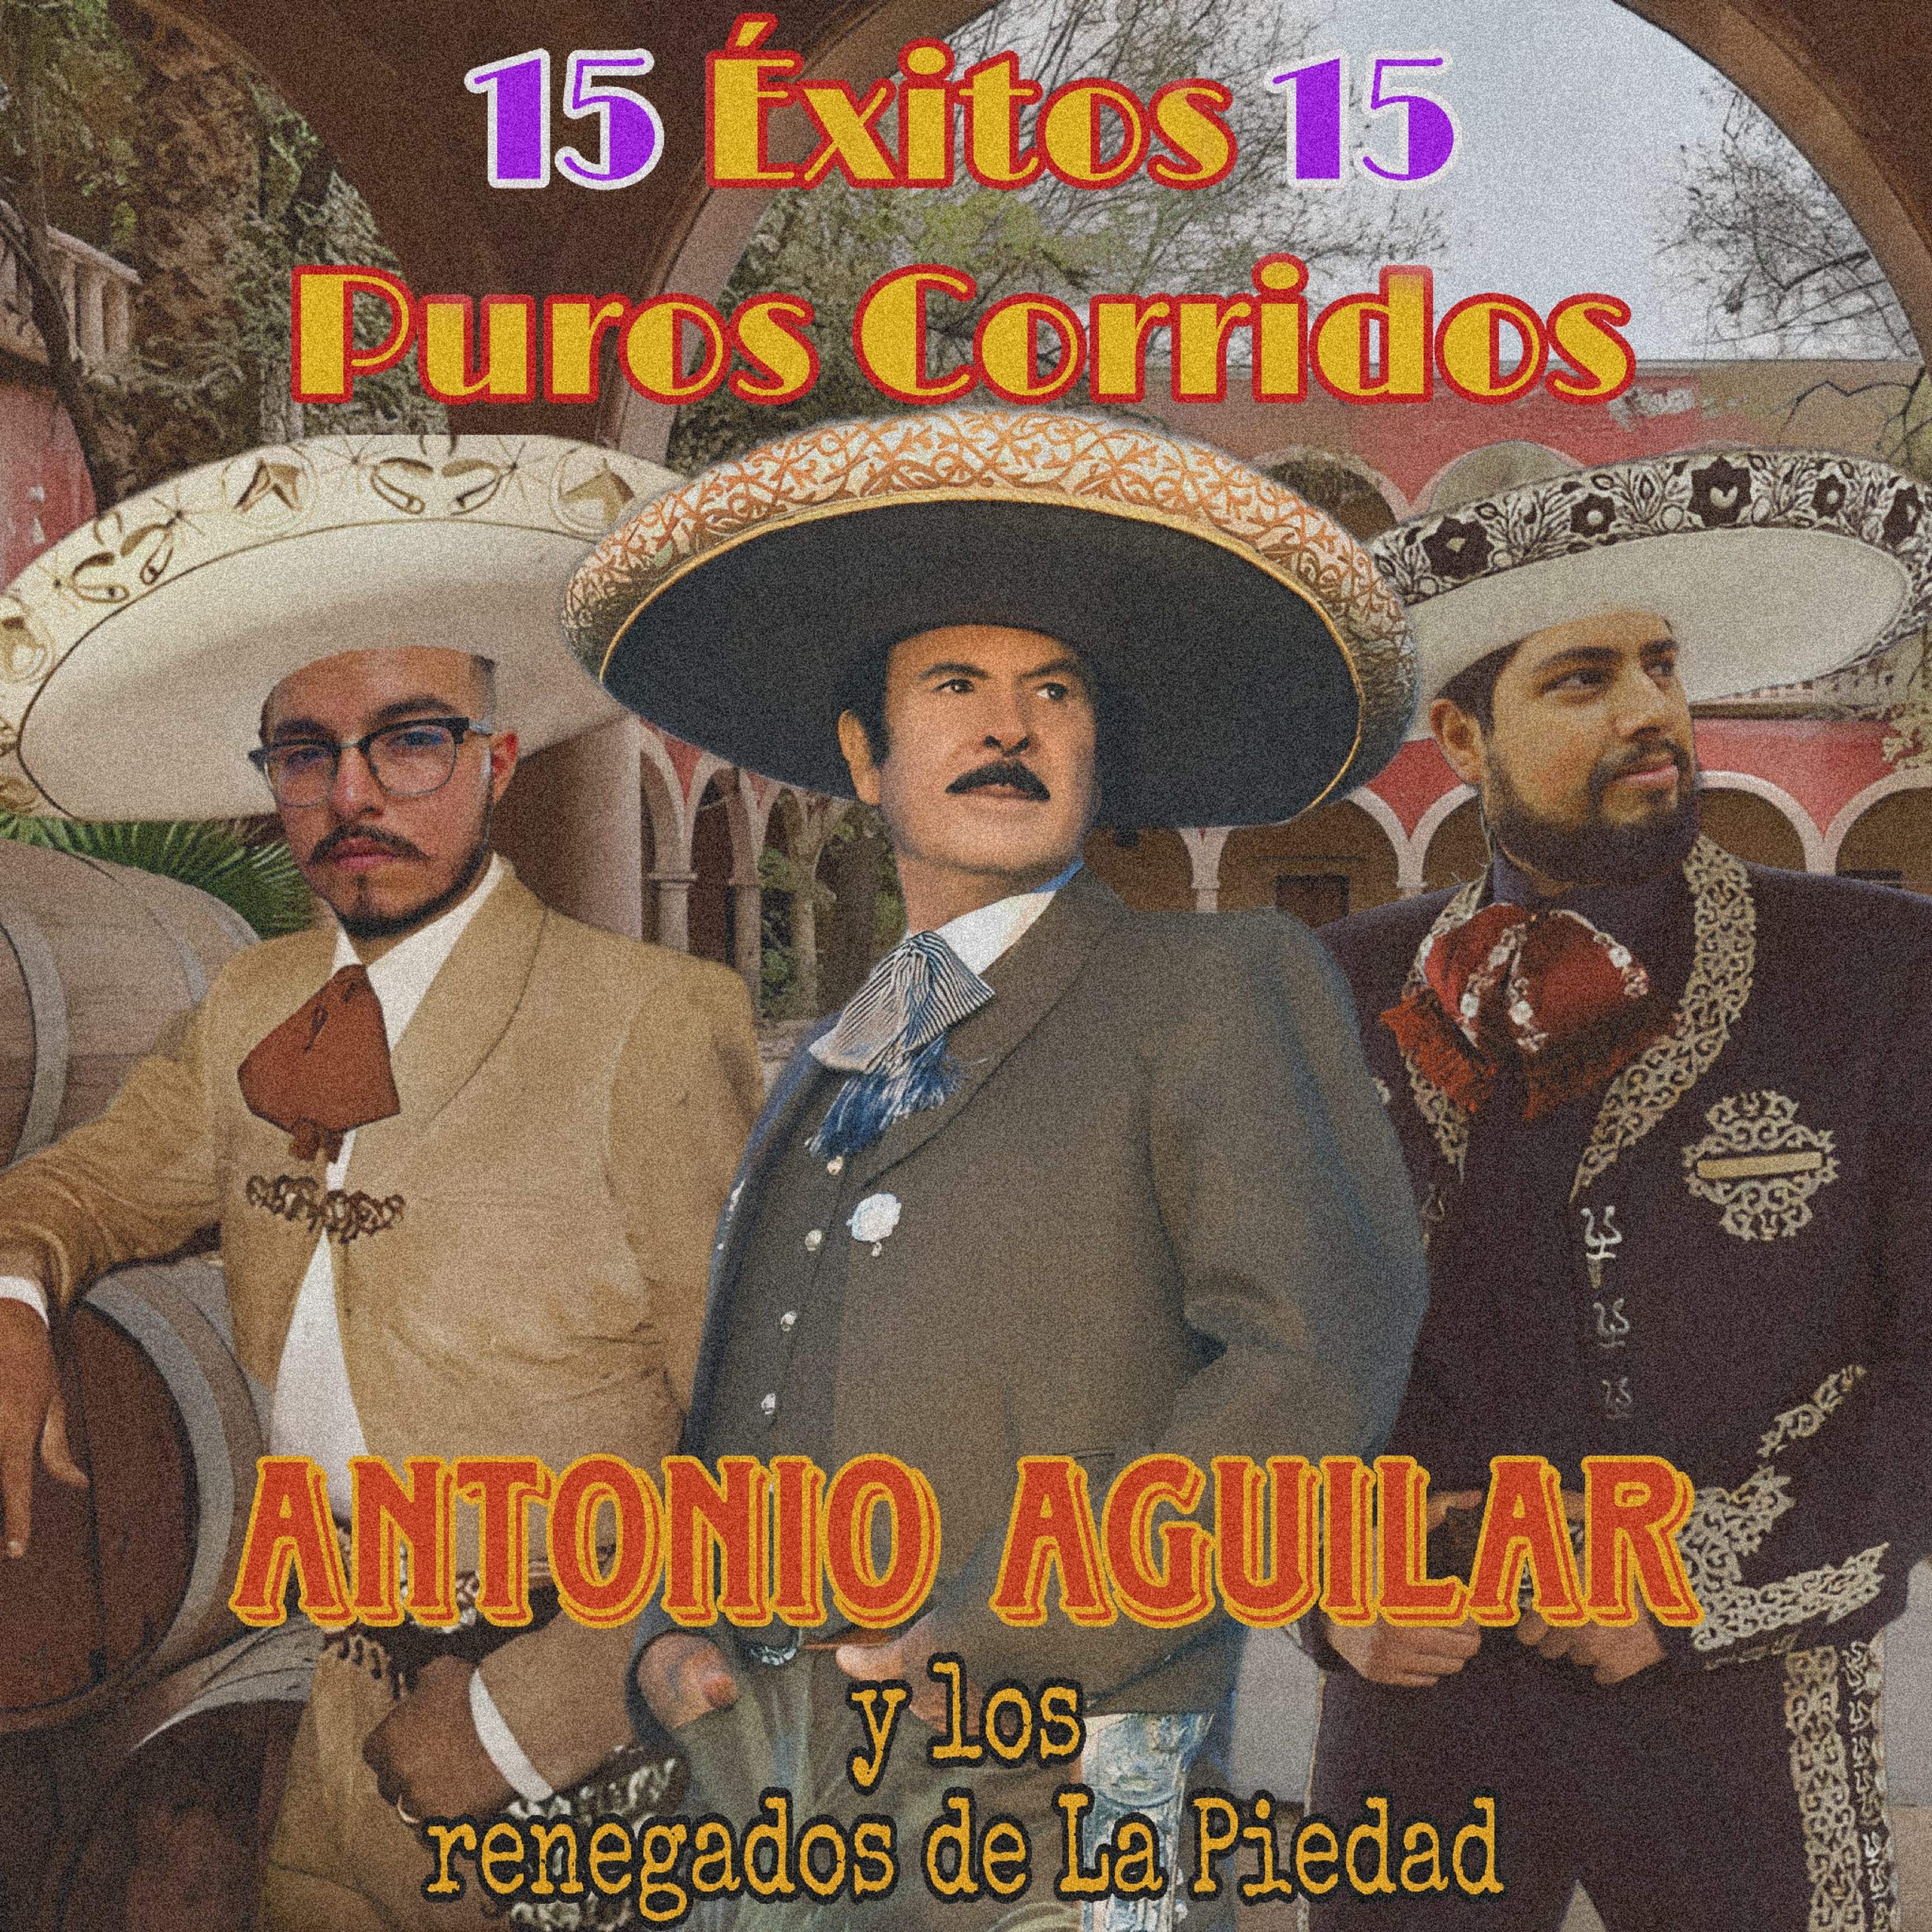 15 Éxitos 15
Puros Corridos
ANTONIO AGUILAR
y los
renegados de La Piedad